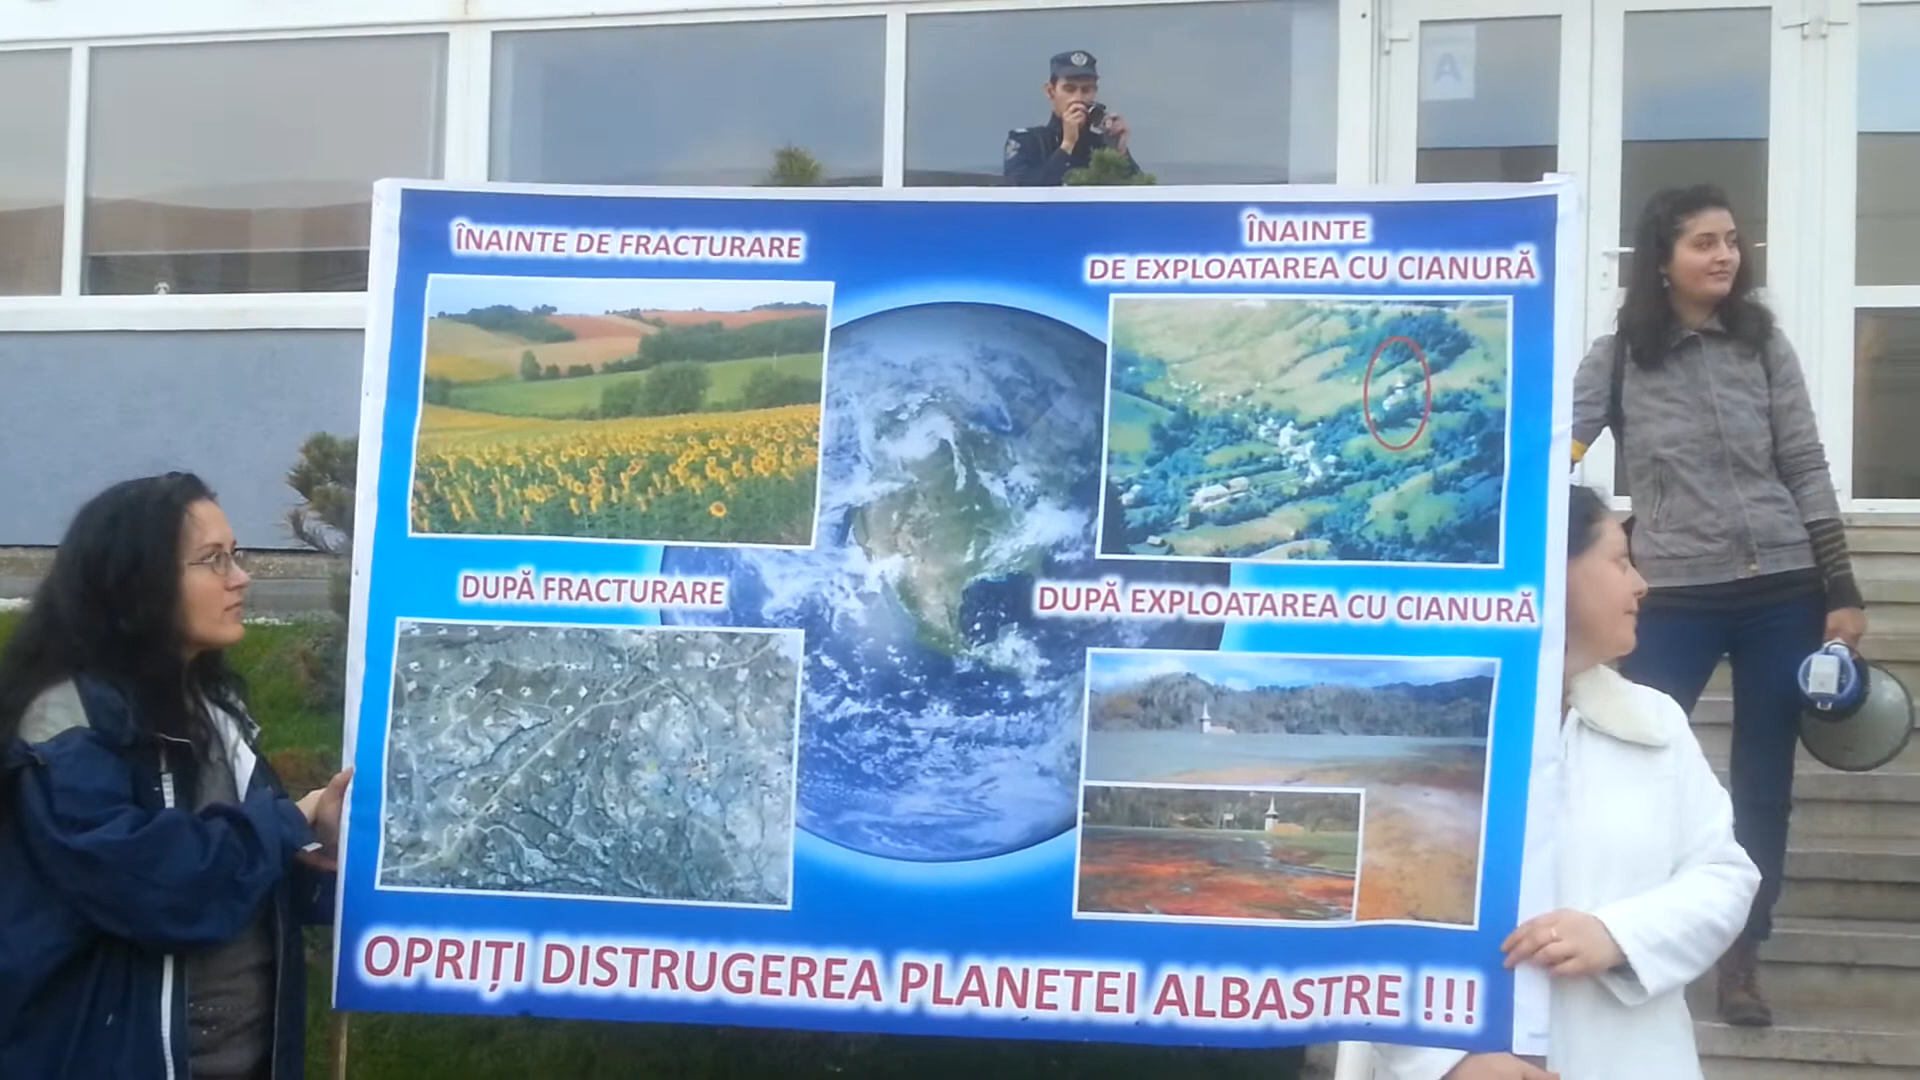 ÎNAINTE DE FRACTURARE
ÎNAINTE
DE EXPLOATAREA CU CIANURĂ
DUPĂ FRACTURARE
DUPĂ EXPLOATAREA CU CIANURĂ
OPRIȚI DISTRUGEREA PLANETEI ALBASTRE !!!
A